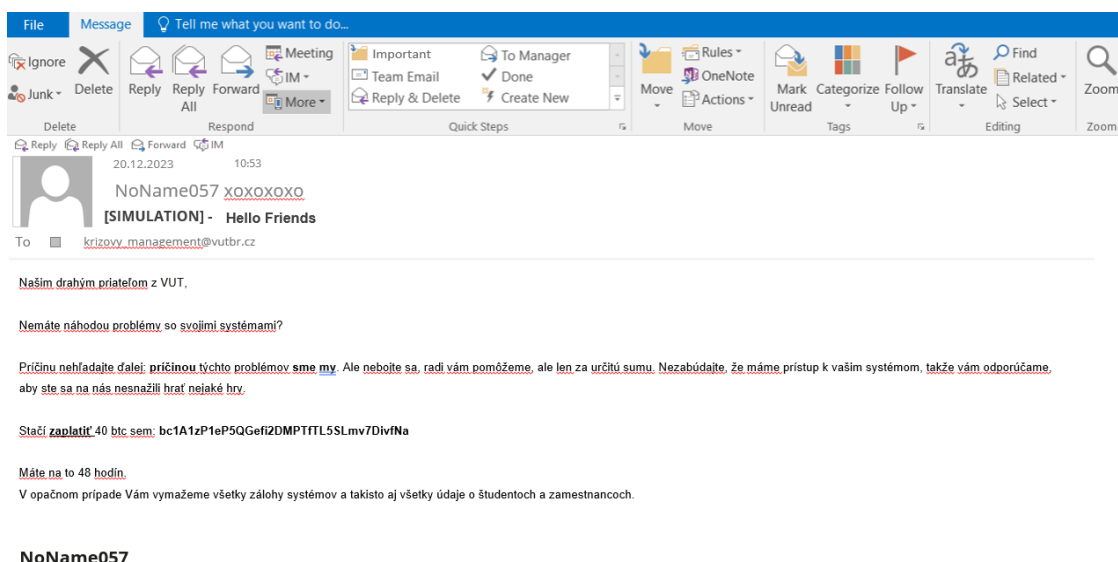 File Message Tell me what you want to do...
Ignore
Junk
Delete
Reply
Reply All
Forward
Meeting
IM
More
Important
Team Email
Reply & Delete
To Manager
Done
Create New
Move
Rules
OneNote
Actions
Mark Unread
Categorize
Follow Up
Translate
Find
Related
Select
Zoom
Delete Respond Quick Steps Move Tags Editing Zoom
Reply Reply All Forward IM
20.12.2023 10:53
NoName057 xoxoxoxo
[SIMULATION] - Hello Friends
To krizovy_management@vutbr.cz
Našim drahým priateľom z VUT,
Nemáte náhodou problémy so svojimi systémami?
Príčinu nehľadajte ďalej; príčinou týchto problémov sme my. Ale nebojte sa, radi vám pomôžeme, ale len za určitú sumu. Nezabúdajte, že máme prístup k vašim systémom, takže vám odporúčame,
aby ste sa na nás nesnažili hrať nejaké hry.
Stačí zaplatiť 40 btc sem: bc1A1zP1eP5QGefi2DMPTfTL5SLmv7DivfNa
Máte na to 48 hodín.
V opačnom prípade Vám vymažeme všetky zálohy systémov a takisto aj všetky údaje o študentoch a zamestnancoch.
NoName057